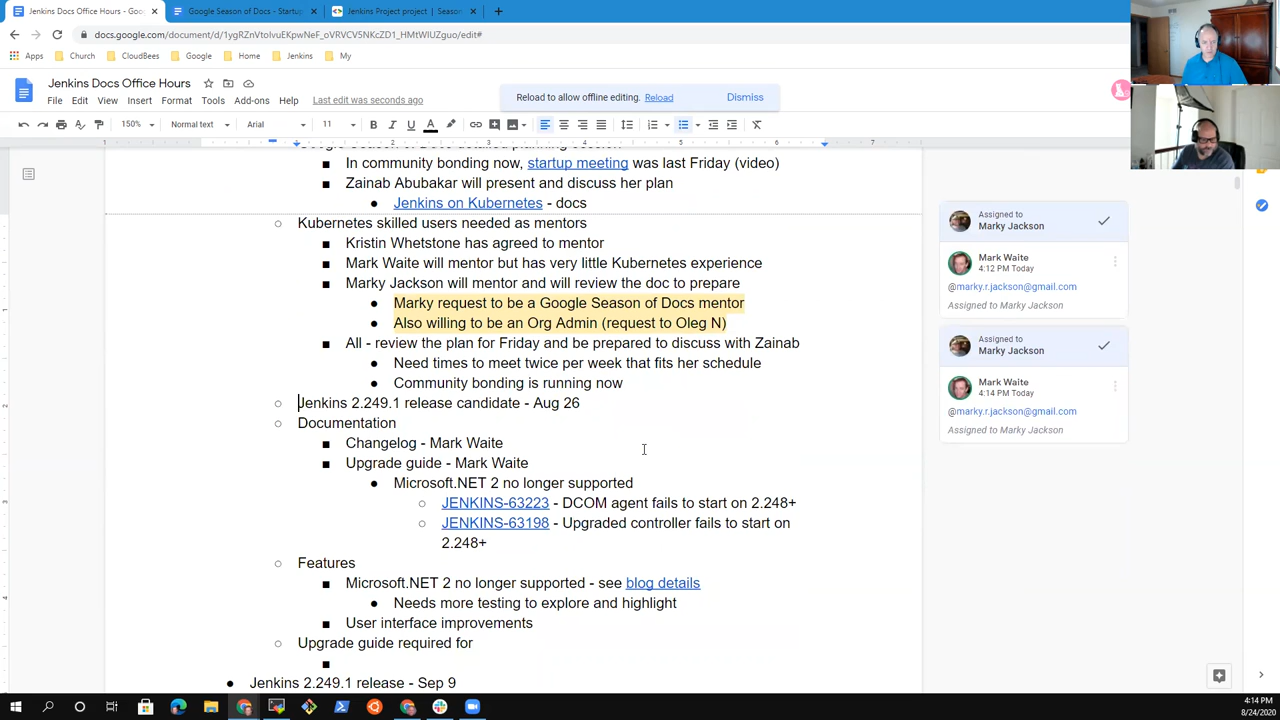 Jenkins Docs Office Hours - Goo
Google Season of Docs - Startup
Jenkins Project project. | Season
docs.google.com/document/d/1ygRZnVtoIvuEKpwNeF_oVRVCV5NKcZD1_HMtWIUZguo/edit#
Apps
Church
CloudBees
Google
Home
Jenkins
My
Jenkins Docs Office Hours
File Edit View Insert Format Tools Add-ons Help Last edit was seconds ago
Reload to allow offline editing. Reload Dismiss
150% Normal text Arial 11
1 2 3 4 5 6 7
In community bonding now, startup meeting was last Friday (video)
Zainab Abubakar will present and discuss her plan
Jenkins on Kubernetes - docs
Kubernetes skilled users needed as mentors
Kristin Whetstone has agreed to mentor
Mark Waite will mentor but has very little Kubernetes experience
Marky Jackson will mentor and will review the doc to prepare
Marky request to be a Google Season of Docs mentor
Also willing to be an Org Admin (request to Oleg N)
All - review the plan for Friday and be prepared to discuss with Zainab
Need times to meet twice per week that fits her schedule
Community bonding is running now
Jenkins 2.249.1 release candidate - Aug 26
Documentation
Changelog - Mark Waite
Upgrade guide - Mark Waite
Microsoft.NET 2 no longer supported
JENKINS-63223 - DCOM agent fails to start on 2.248+
JENKINS-63198 - Upgraded controller fails to start on
2.248+
Features
Microsoft.NET 2 no longer supported - see blog details
Needs more testing to explore and highlight
User interface improvements
Upgrade guide required for
Jenkins 2.249.1 release - Sep 9
Assigned to
Marky Jackson
Mark Waite
4:12 PM Today
@marky.r.jackson@gmail.com
Assigned to Marky Jackson
Assigned to
Marky Jackson
Mark Waite
4:14 PM Today
@marky.r.jackson@gmail.com
Assigned to Marky Jackson
4:14 PM
8/24/2020